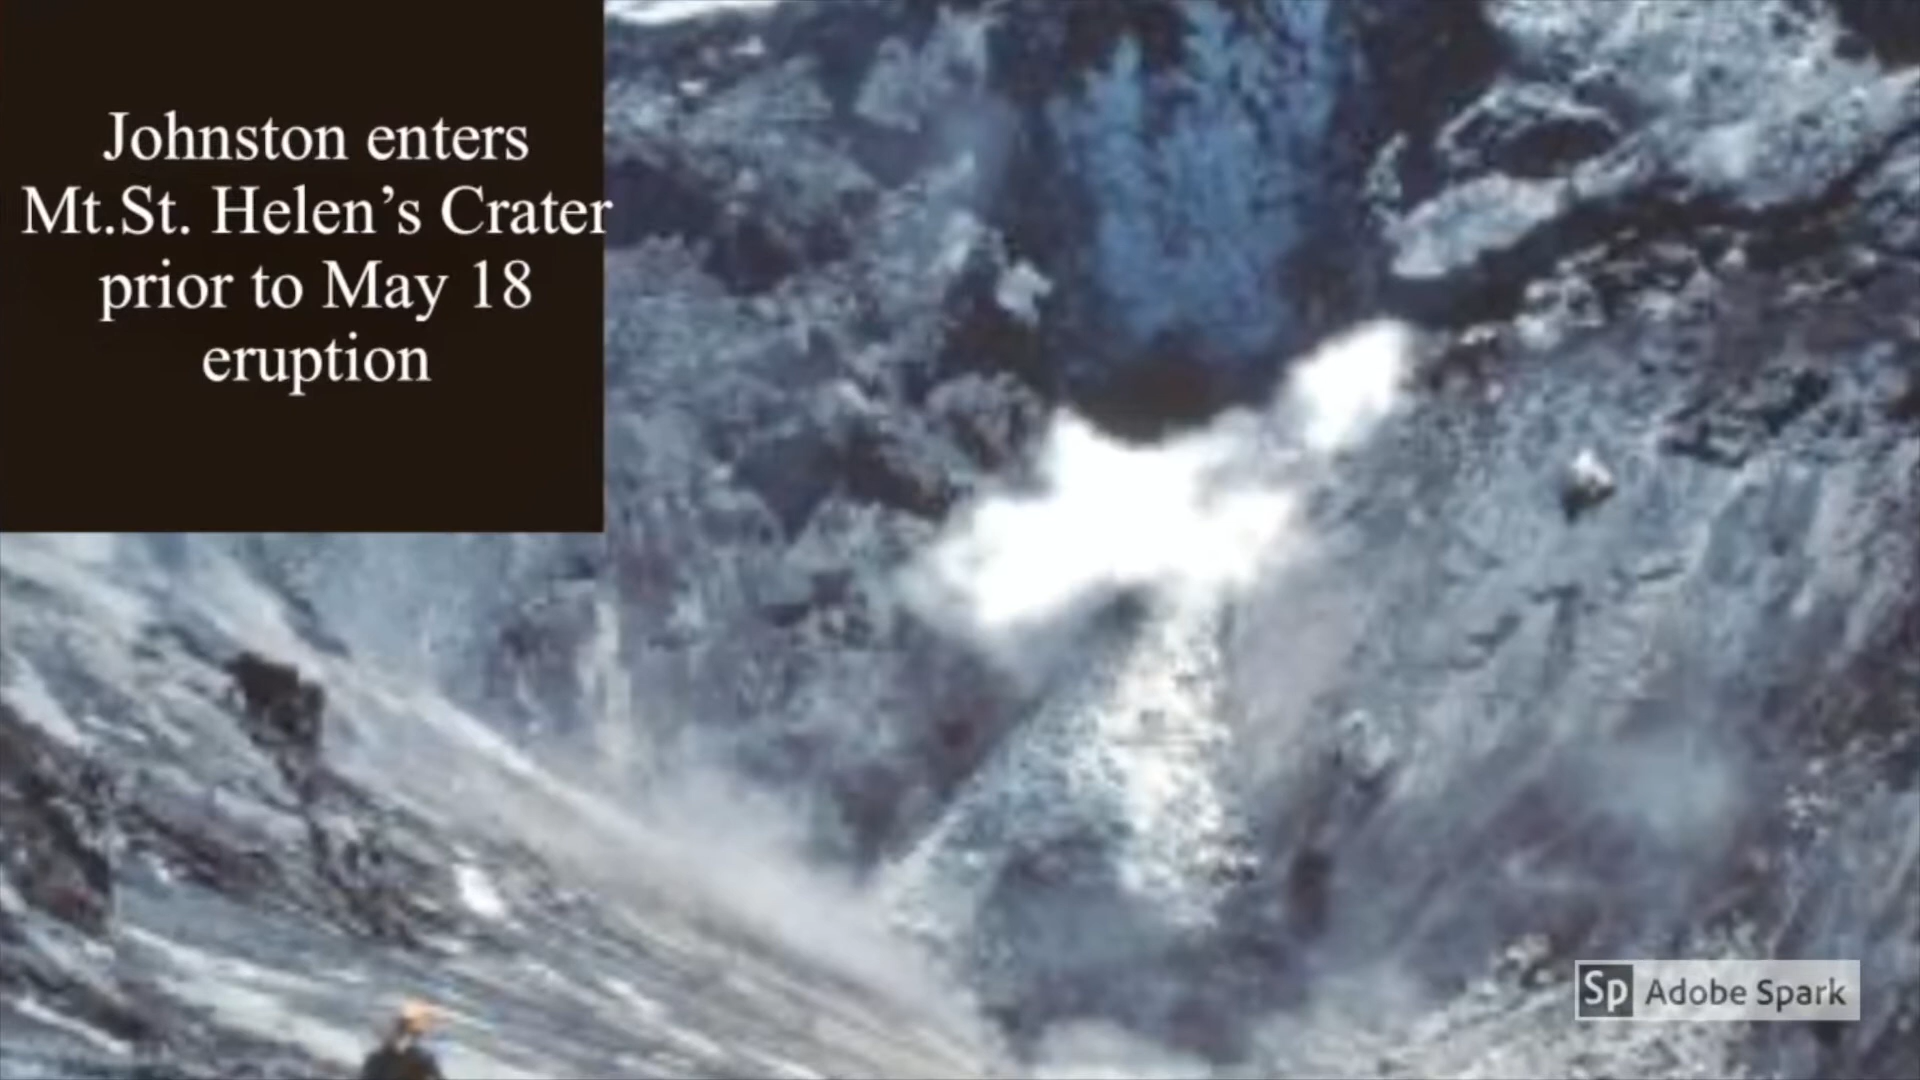 Johnston enters
Mt.St. Helen’s Crater
prior to May 18
eruption
Sp Adobe Spark